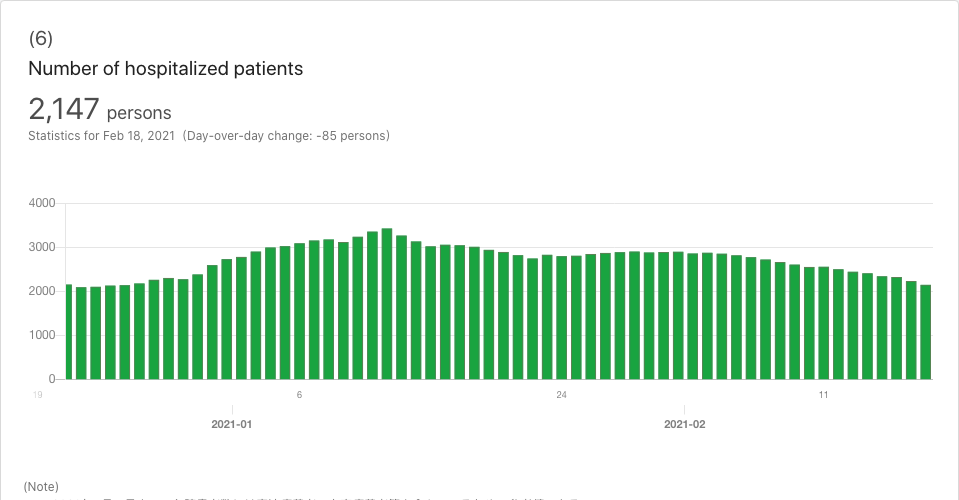 (6)
Number of hospitalized patients
2,147 persons
Statistics for Feb 18, 2021 (Day-over-day change: -85 persons)
4000
3000
2000
1000
0
19 6 24 11
2021-01 2021-02
(Note)